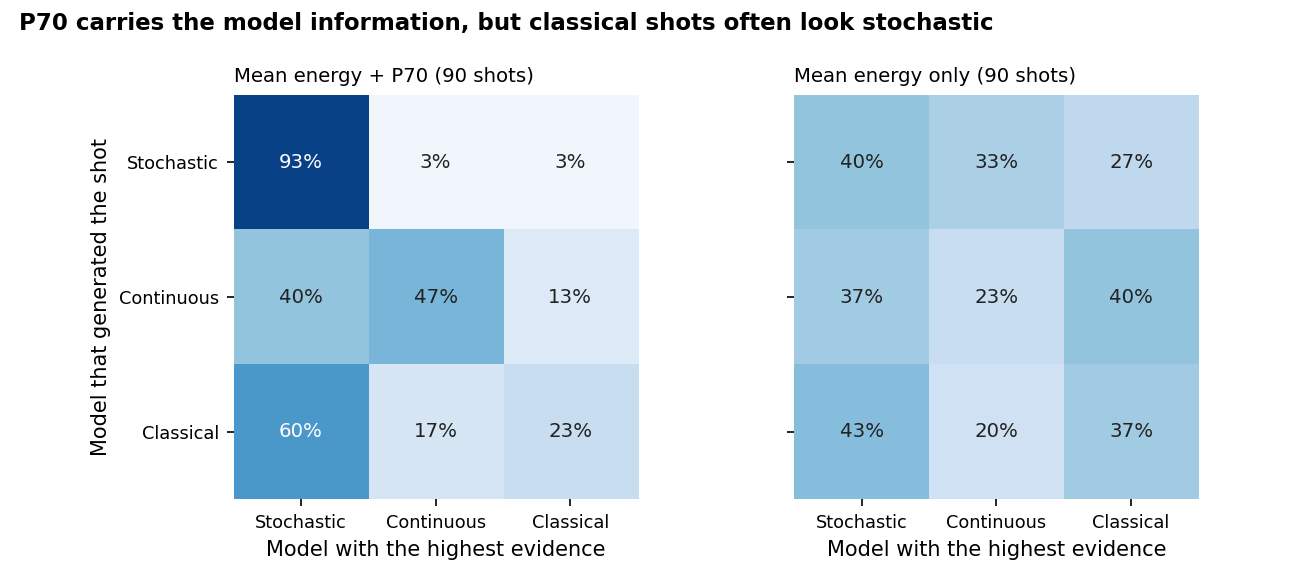 P70 carries the model information, but classical shots often look stochastic
Mean energy + P70 (90 shots)
Model that generated the shot
Stochastic
93%
3%
3%
Continuous
40%
47%
13%
Classical
60%
17%
23%
Stochastic
Continuous
Classical
Model with the highest evidence
Mean energy only (90 shots)
40%
33%
27%
37%
23%
40%
43%
20%
37%
Stochastic
Continuous
Classical
Model with the highest evidence